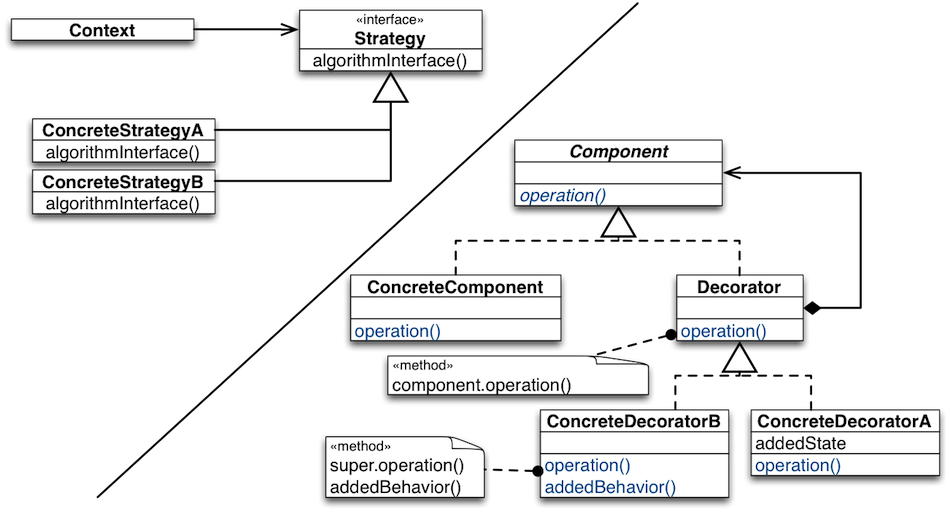 Context
«interface»
Strategy
algorithmInterface()
ConcreteStrategyA
algorithmInterface()
ConcreteStrategyB
algorithmInterface()
Component
operation()
ConcreteComponent
operation()
Decorator
operation()
«method»
component.operation()
ConcreteDecoratorB
operation()
addedBehavior()
ConcreteDecoratorA
addedState
operation()
«method»
super.operation()
addedBehavior()